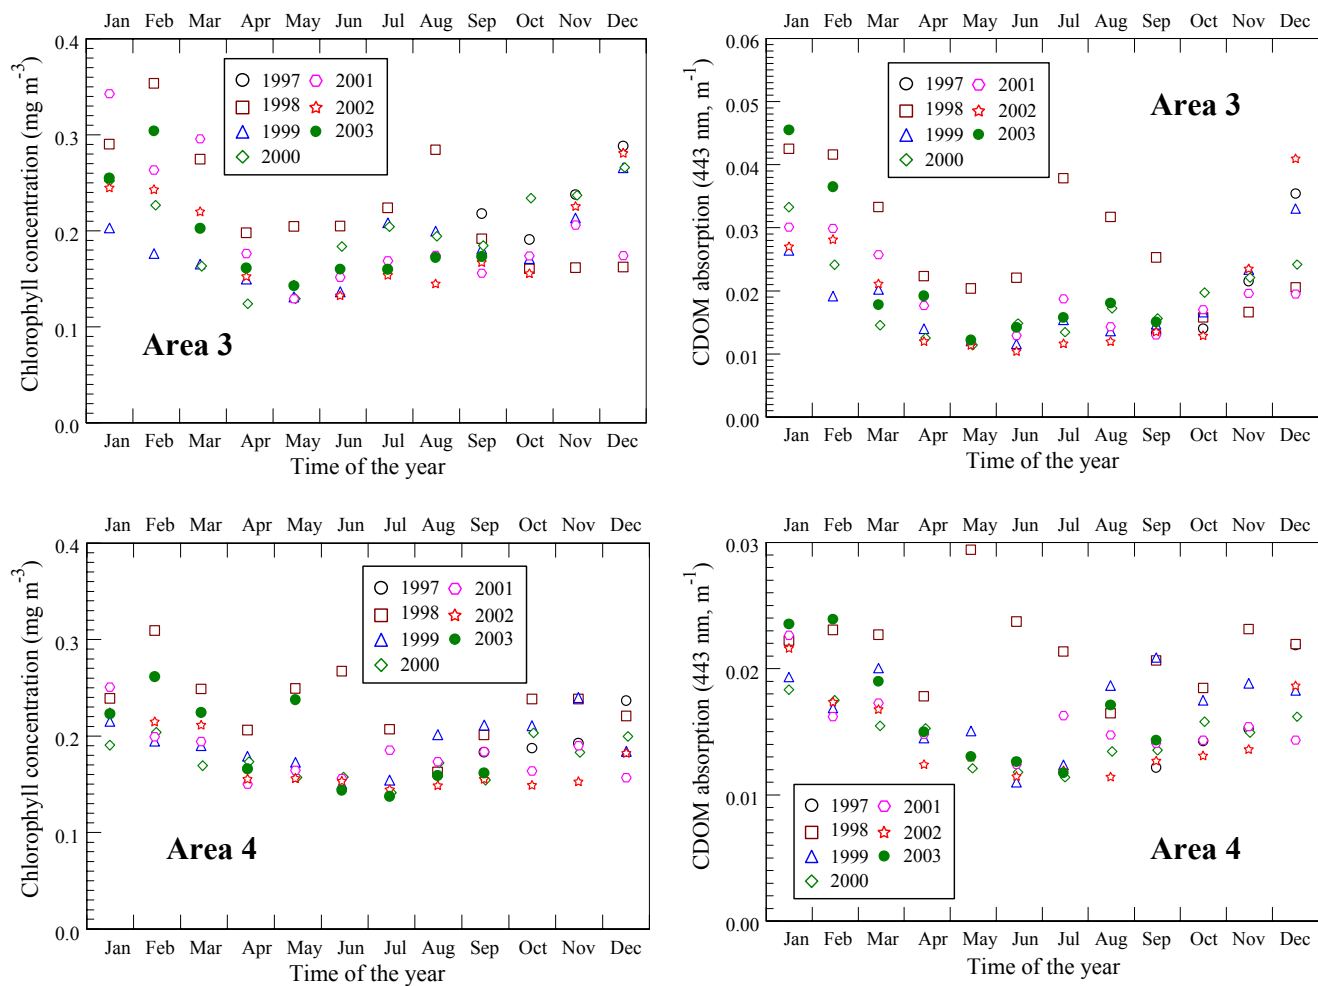 Jan Feb Mar Apr May Jun Jul Aug Sep Oct Nov Dec
0.4
0.3
0.2
0.1
0.0
Chlorophyll concentration (mg m-3)
1997 2001
1998 2002
1999 2003
2000
Area 3
Jan Feb Mar Apr May Jun Jul Aug Sep Oct Nov Dec
Time of the year
Jan Feb Mar Apr May Jun Jul Aug Sep Oct Nov Dec
0.06
0.05
0.04
0.03
0.02
0.01
0.00
CDOM absorption (443 nm, m-1)
1997 2001
1998 2002
1999 2003
2000
Area 3
Jan Feb Mar Apr May Jun Jul Aug Sep Oct Nov Dec
Time of the year
Jan Feb Mar Apr May Jun Jul Aug Sep Oct Nov Dec
0.4
0.3
0.2
0.1
0.0
Chlorophyll concentration (mg m-3)
1997 2001
1998 2002
1999 2003
2000
Area 4
Jan Feb Mar Apr May Jun Jul Aug Sep Oct Nov Dec
Time of the year
Jan Feb Mar Apr May Jun Jul Aug Sep Oct Nov Dec
0.03
0.02
0.01
0.00
CDOM absorption (443 nm, m-1)
1997 2001
1998 2002
1999 2003
2000
Area 4
Jan Feb Mar Apr May Jun Jul Aug Sep Oct Nov Dec
Time of the year